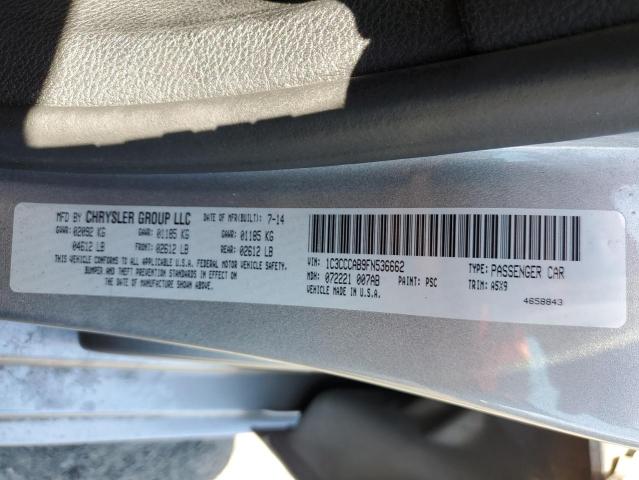 MFD BY CHRYSLER GROUP LLC DATE OF MFR(BUILT): 7-14
GVWR: 02092 KG GAWR: 01185 KG GAWR: 01185 KG
04612 LB FRONT: 02612 LB REAR: 02612 LB
THIS VEHICLE CONFORMS TO ALL APPLICABLE U.S.A. FEDERAL MOTOR VEHICLE SAFETY,
BUMPER, AND THEFT PREVENTION STANDARDS IN EFFECT ON
THE DATE OF MANUFACTURE SHOWN ABOVE.
VIN: 1C3CCCAB9FN536662 TYPE: PASSENGER CAR
MDH: 072221 007AB PAINT: PSC TRIM: A5X9
VEHICLE MADE IN U.S.A. 4658843